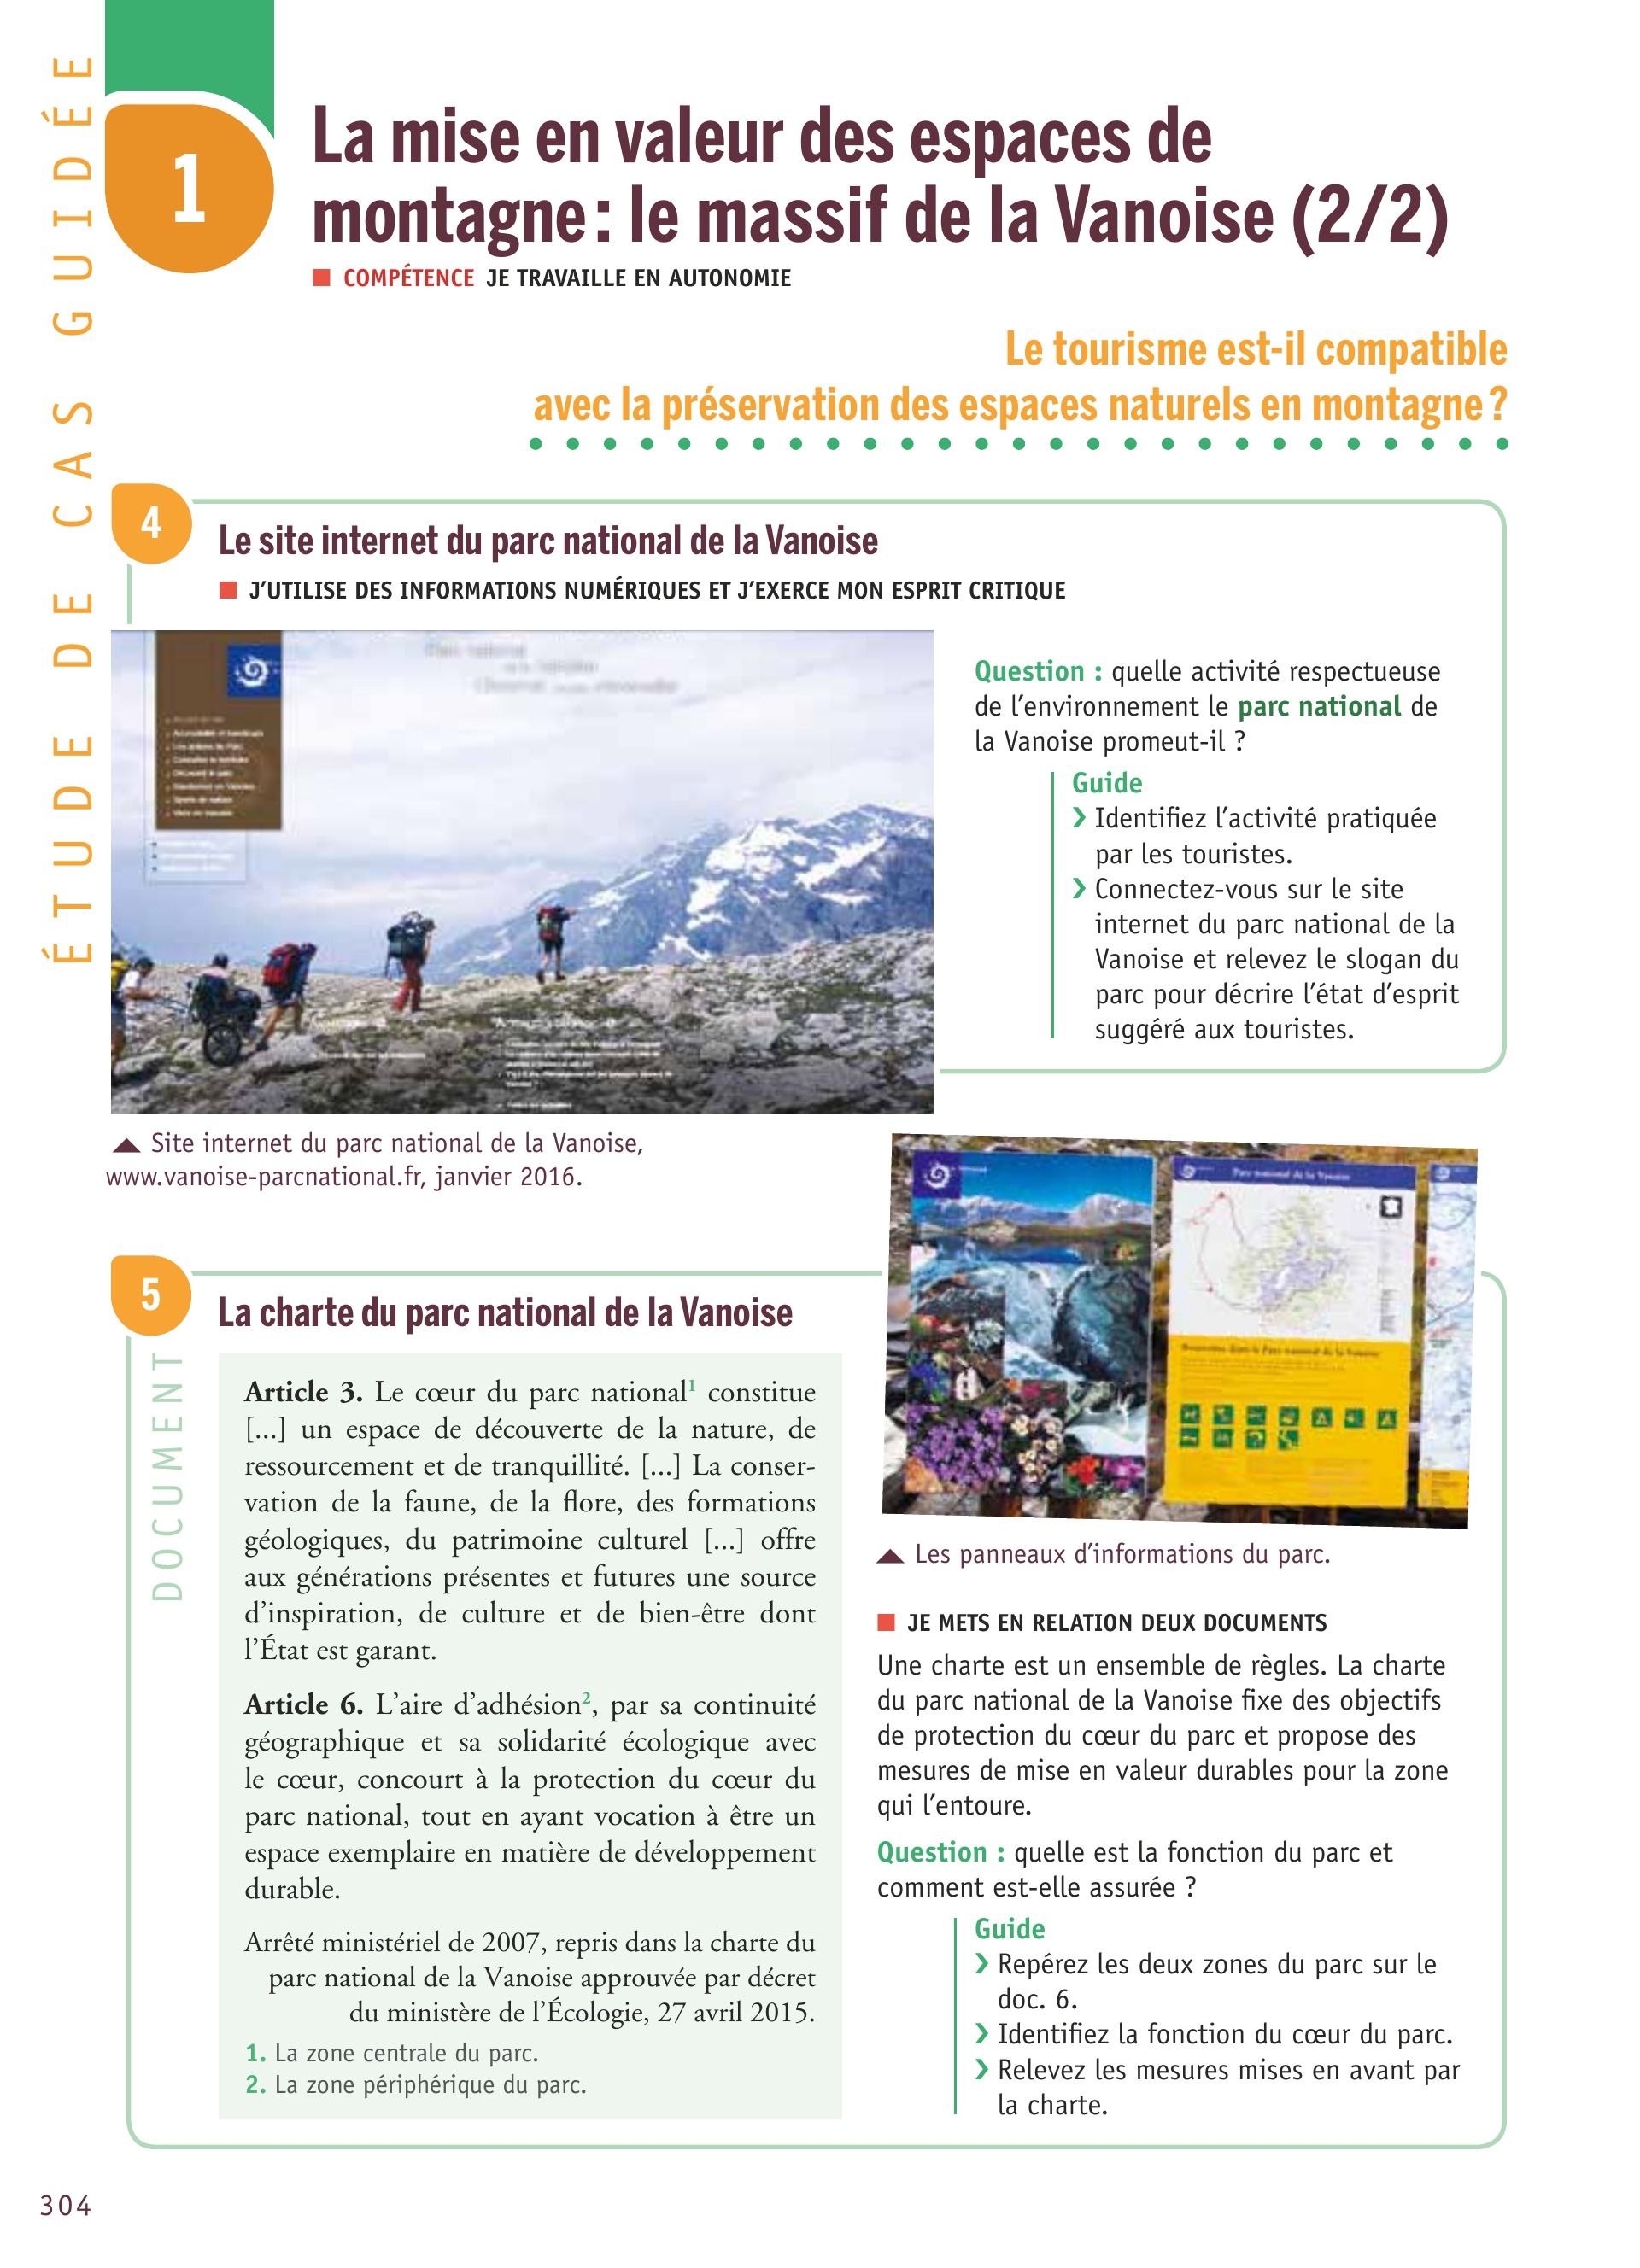 ÉTUDE DE CAS GUIDÉE
1
La mise en valeur des espaces de
montagne : le massif de la Vanoise (2/2)
COMPÉTENCE JE TRAVAILLE EN AUTONOMIE
Le tourisme est-il compatible
avec la préservation des espaces naturels en montagne ?
4
Le site internet du parc national de la Vanoise
J’UTILISE DES INFORMATIONS NUMÉRIQUES ET J’EXERCE MON ESPRIT CRITIQUE
Question : quelle activité respectueuse
de l’environnement le parc national de
la Vanoise promeut-il ?
Guide
› Identifiez l’activité pratiquée
par les touristes.
› Connectez-vous sur le site
internet du parc national de la
Vanoise et relevez le slogan du
parc pour décrire l’état d’esprit
suggéré aux touristes.
Site internet du parc national de la Vanoise,
www.vanoise-parcnational.fr, janvier 2016.
5
La charte du parc national de la Vanoise
DOCUMENT
Article 3. Le cœur du parc national¹ constitue
[...] un espace de découverte de la nature, de
ressourcement et de tranquillité. [...] La conser-
vation de la faune, de la flore, des formations
géologiques, du patrimoine culturel [...] offre
aux générations présentes et futures une source
d’inspiration, de culture et de bien-être dont
l’État est garant.
Article 6. L’aire d’adhésion², par sa continuité
géographique et sa solidarité écologique avec
le cœur, concourt à la protection du cœur du
parc national, tout en ayant vocation à être un
espace exemplaire en matière de développement
durable.
Arrêté ministériel de 2007, repris dans la charte du
parc national de la Vanoise approuvée par décret
du ministère de l’Écologie, 27 avril 2015.
1. La zone centrale du parc.
2. La zone périphérique du parc.
Parc national de la Vanoise
Les panneaux d’informations du parc.
JE METS EN RELATION DEUX DOCUMENTS
Une charte est un ensemble de règles. La charte
du parc national de la Vanoise fixe des objectifs
de protection du cœur du parc et propose des
mesures de mise en valeur durables pour la zone
qui l’entoure.
Question : quelle est la fonction du parc et
comment est-elle assurée ?
Guide
› Repérez les deux zones du parc sur le
doc. 6.
› Identifiez la fonction du cœur du parc.
› Relevez les mesures mises en avant par
la charte.
304